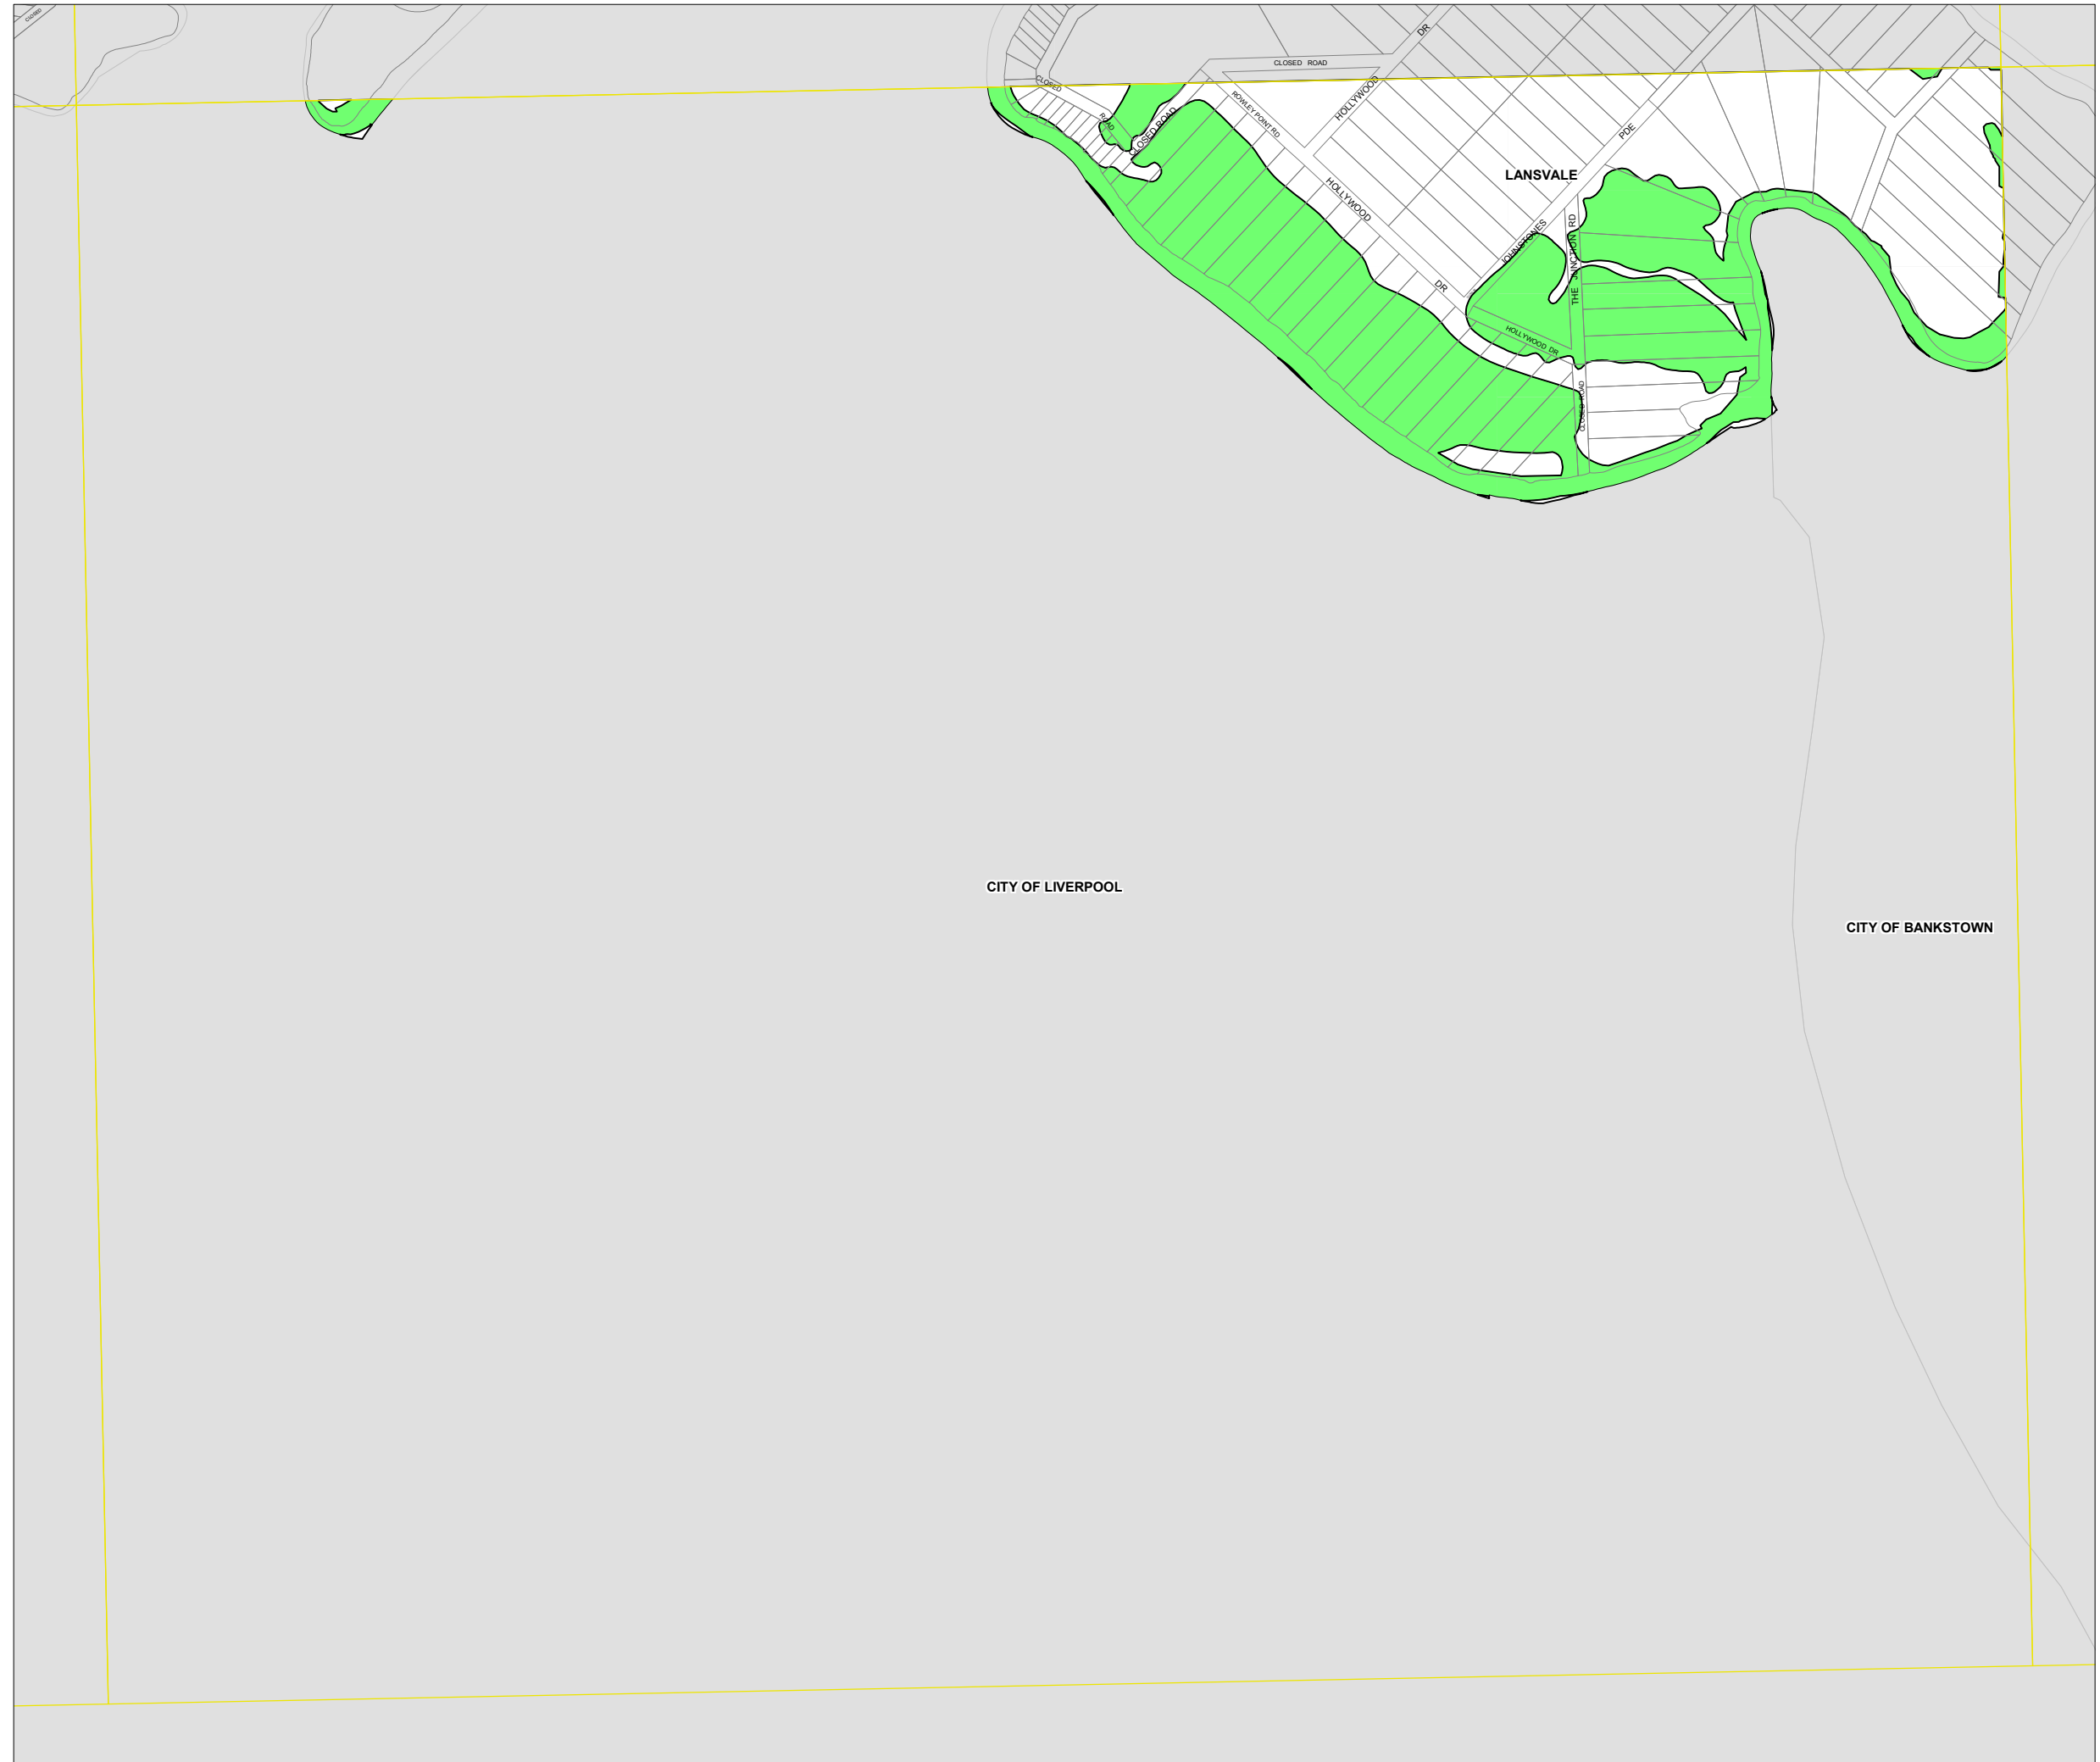 CLOSED
DR
CLOSED ROAD
CLOSED
HOLLYWOOD
ROWLEY POINT RD
ROAD
CLOSED ROAD
PDE
LANSVALE
HOLLYWOOD
JOHNSTONES
THE JUNCTION RD
DR
HOLLYWOOD DR
CLOSED ROAD
CITY OF LIVERPOOL
CITY OF BANKSTOWN